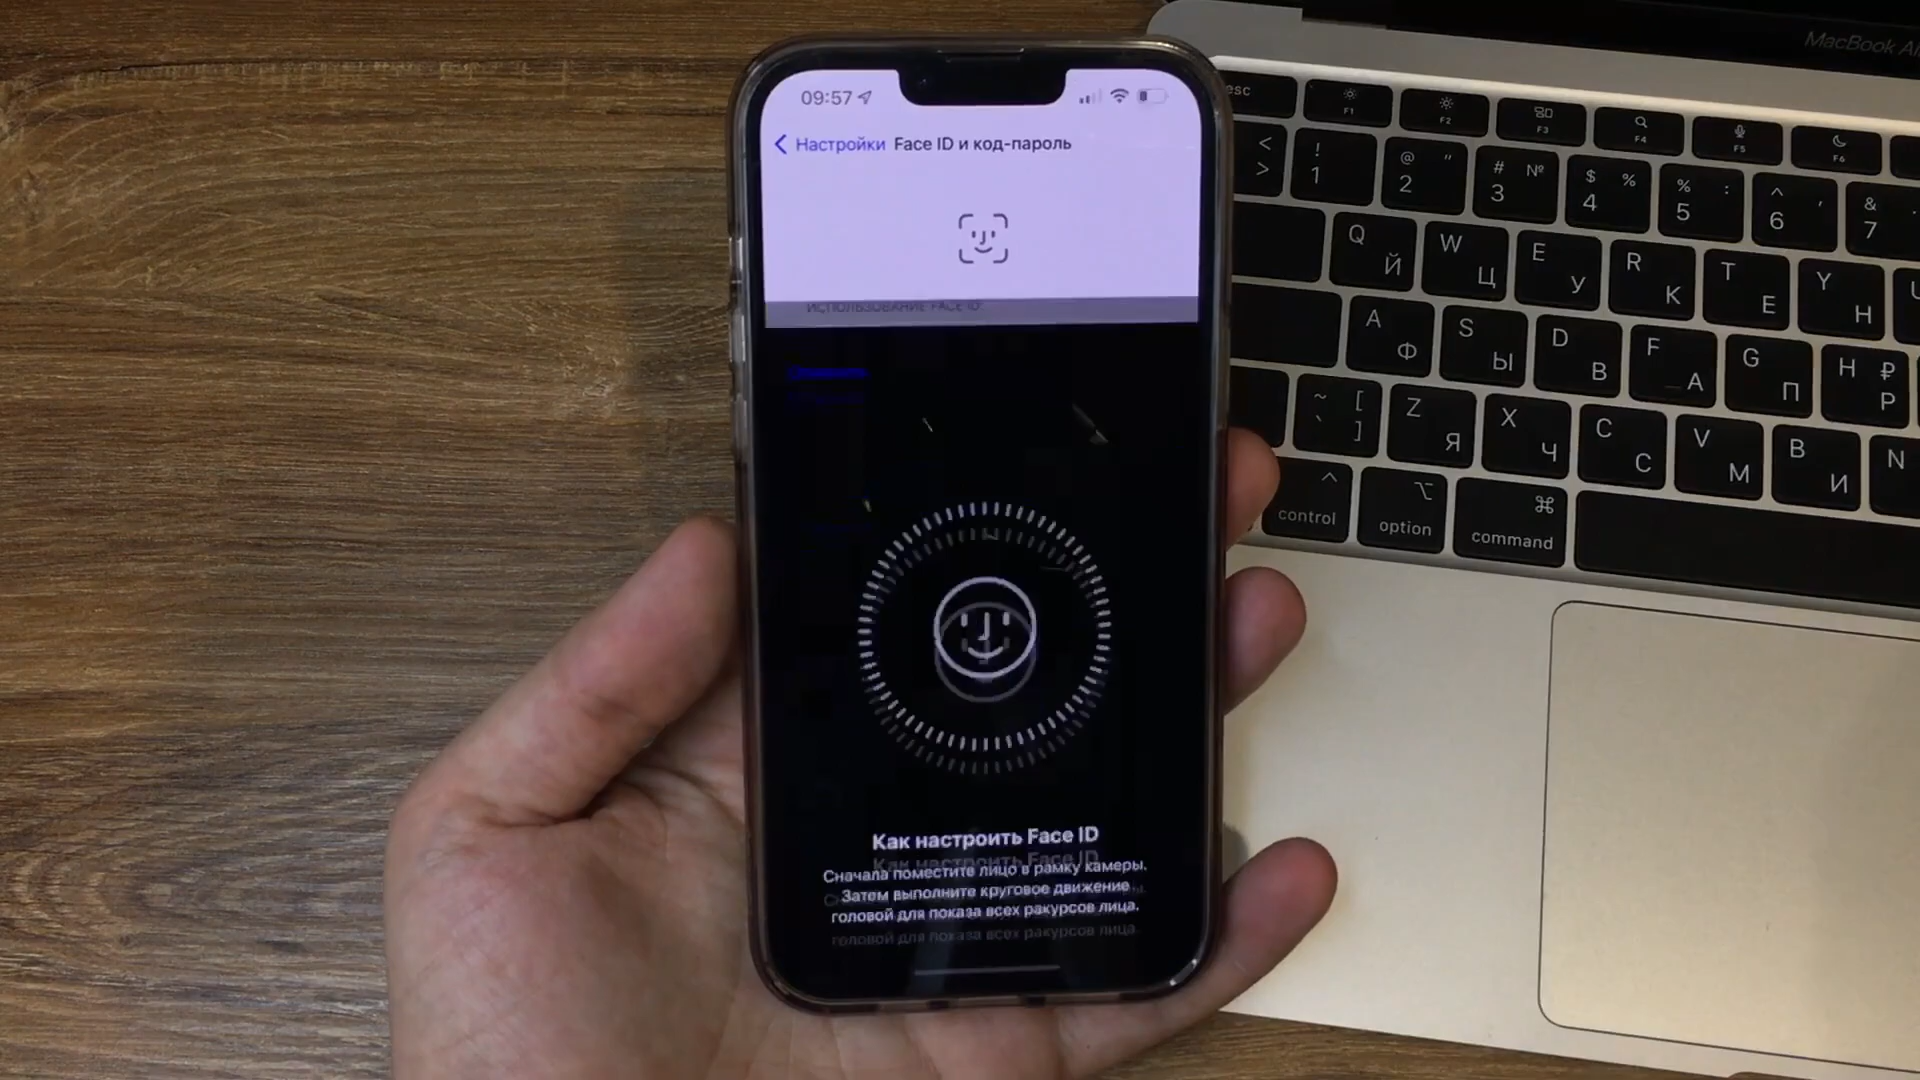 MacBook
09:57
Настройки Face ID и код-пароль
ИСПОЛЬЗОВАНИЕ FACE ID
Отменить
Как настроить Face ID
Сначала поместите лицо в рамку камеры.
Затем выполните круговое движение
головой для показа всех ракурсов лица.
esc F1 F2 F3 F4 F5 F6
< > ! 1 @ " 2 # № 3 $ % 4 % : 5 ^ , 6 & 7
Q Й W Ц E У R К T Е Y Н
A Ф S Ы D В F А G П H ₽ Р
~ ` [ ] Z Я X Ч C С V М B И N
control ^ option ⌥ command ⌘